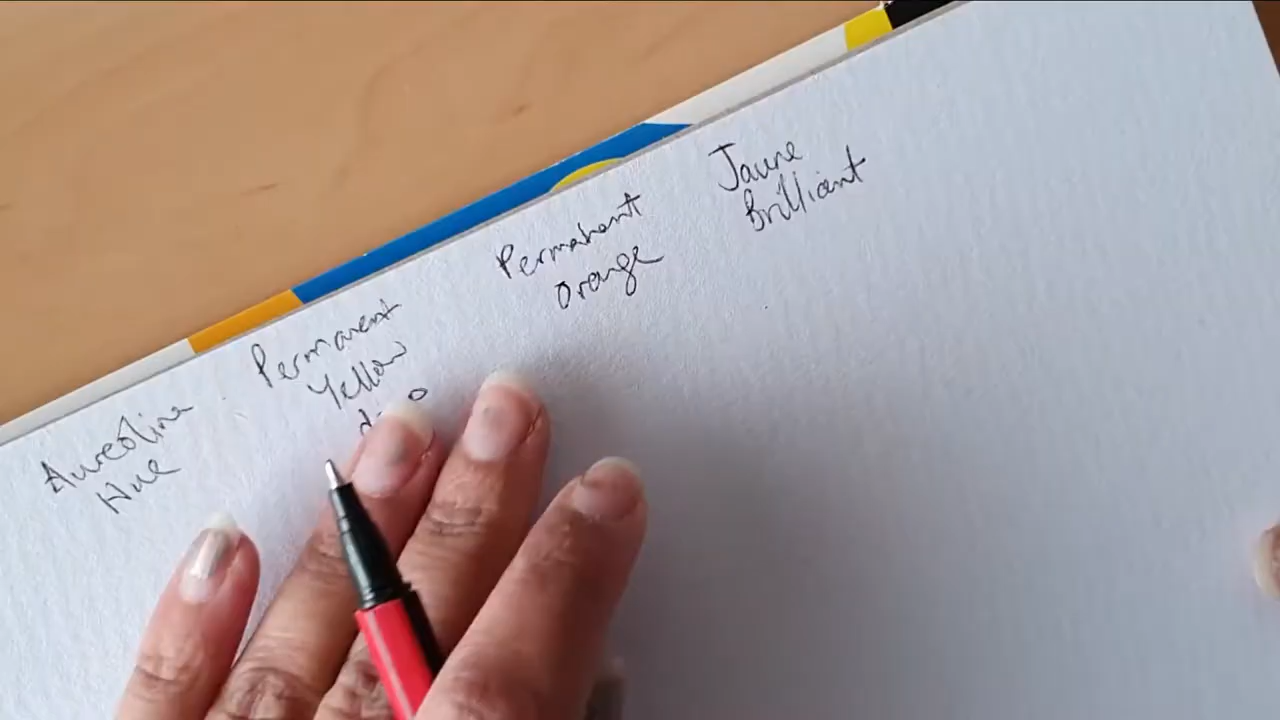 Aureoline
Hue
Permanent
Yellow
Permanent
Orange
Jaune
Brilliant